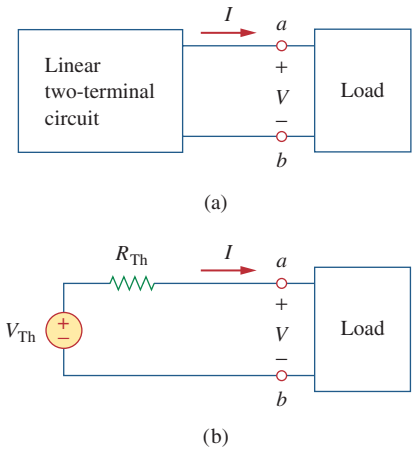 I
a
Linear
two-terminal
circuit
+
V
−
Load
b
(a)
R_Th
I
a
+
V_Th
+
−
V
−
Load
b
(b)